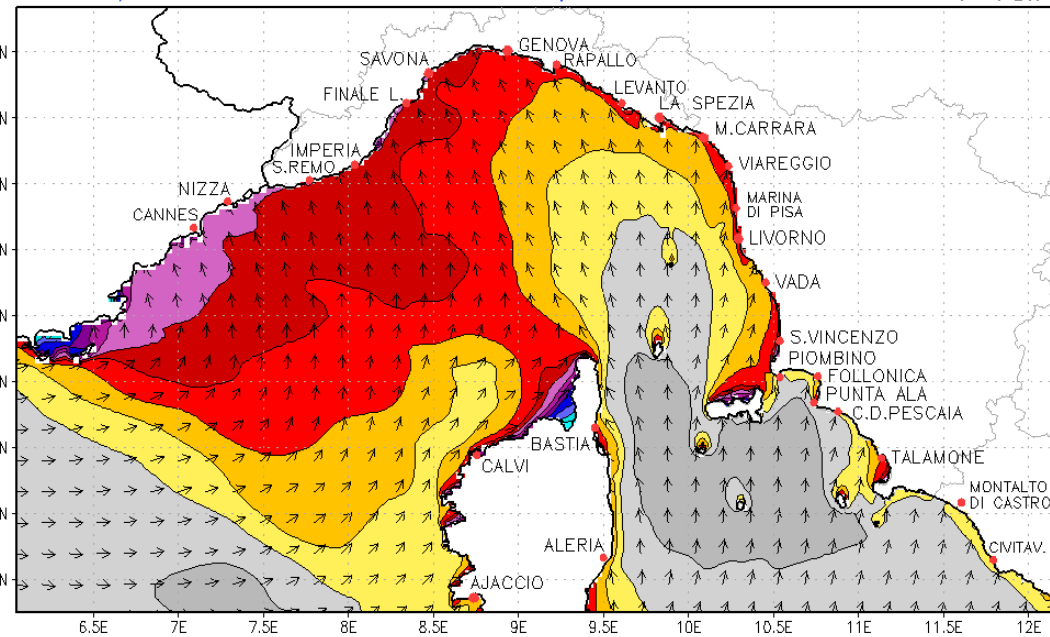 GENOVA
SAVONA
RAPALLO
FINALE L.
LEVANTO
LA SPEZIA
M.CARRARA
IMPERIA
S.REMO
VIAREGGIO
NIZZA
MARINA
DI PISA
CANNES
LIVORNO
VADA
S.VINCENZO
PIOMBINO
FOLLONICA
PUNTA ALA
C.D.PESCAIA
BASTIA
CALVI
TALAMONE
MONTALTO
DI CASTRO
ALERIA
CIVITAV.
AJACCIO
N
N
N
N
N
N
N
N
N
6.5E 7E 7.5E 8E 8.5E 9E 9.5E 10E 10.5E 11E 11.5E 12E